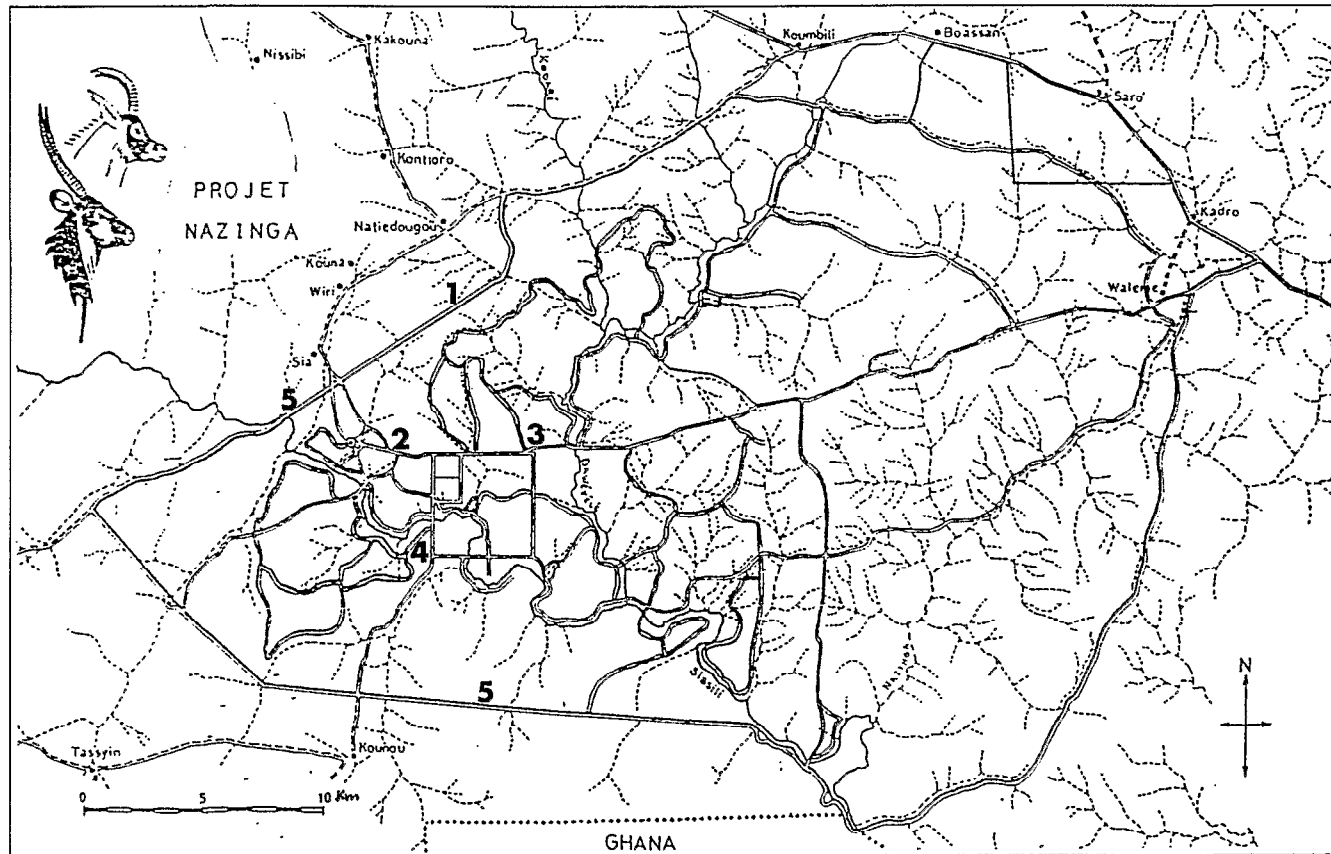 Kakouna
Nissibi
Koumbili
Boassan
Saro
Kontioro
PROJET
NAZINGA
Natiedougou
Kadro
Kouna
Wiri
1
Waleme
Sia
5
2
3
4
Sissili
5
N
Tassyin
Kounou
0 5 10 Km
GHANA